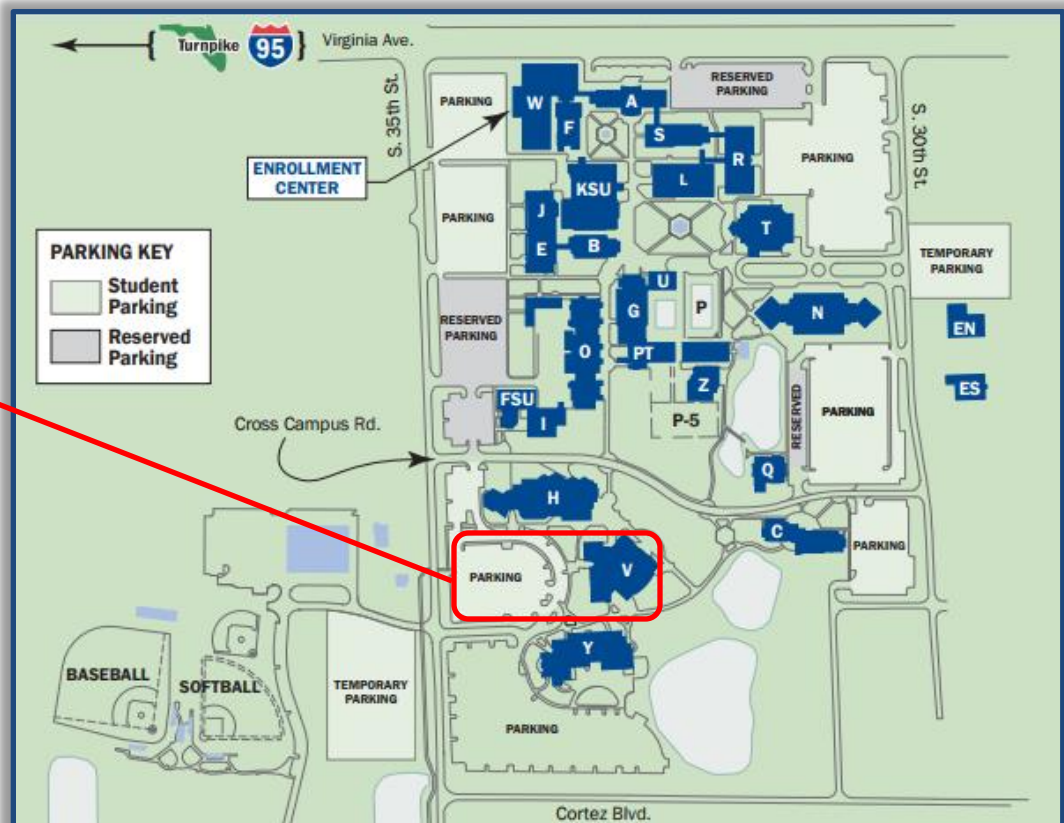 Turnpike
95
Virginia Ave.
S. 35th St.
S. 30th St.
PARKING
W
A
RESERVED
PARKING
F
S
ENROLLMENT
CENTER
R
PARKING
KSU
L
PARKING
J
T
E
B
PARKING KEY
Student
Parking
Reserved
Parking
TEMPORARY
PARKING
U
G
P
N
EN
RESERVED
PARKING
O
PT
Z
ES
FSU
I
P-5
RESERVED
PARKING
Cross Campus Rd.
Q
H
C
PARKING
PARKING
V
Y
BASEBALL
SOFTBALL
TEMPORARY
PARKING
PARKING
Cortez Blvd.